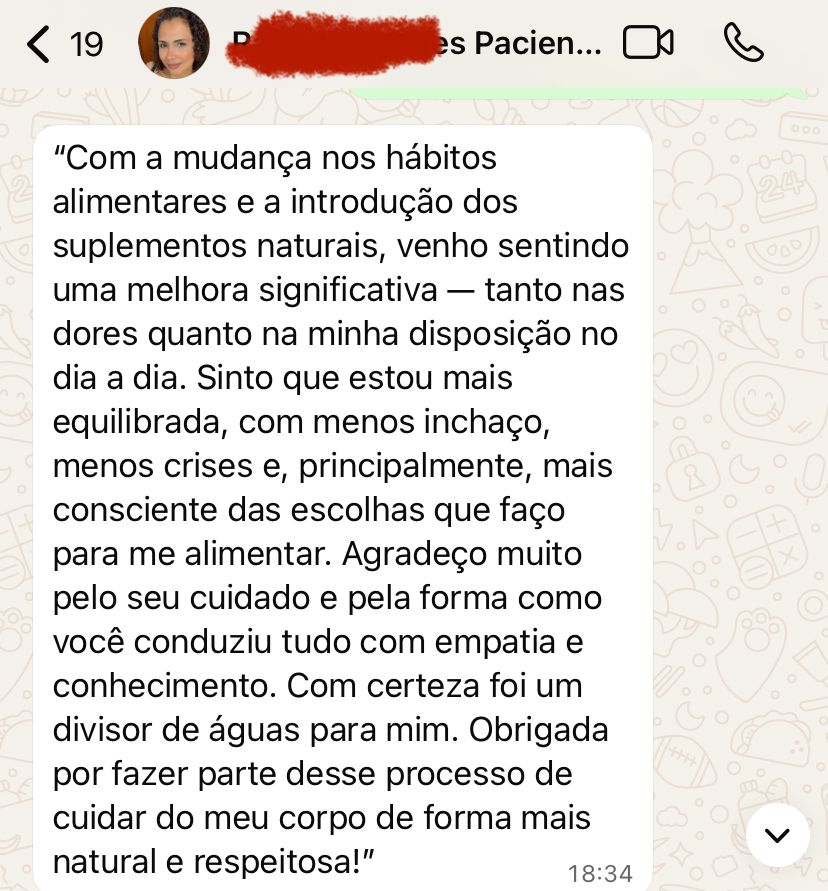 19
es Pacien...
“Com a mudança nos hábitos
alimentares e a introdução dos
suplementos naturais, venho sentindo
uma melhora significativa — tanto nas
dores quanto na minha disposição no
dia a dia. Sinto que estou mais
equilibrada, com menos inchaço,
menos crises e, principalmente, mais
consciente das escolhas que faço
para me alimentar. Agradeço muito
pelo seu cuidado e pela forma como
você conduziu tudo com empatia e
conhecimento. Com certeza foi um
divisor de águas para mim. Obrigada
por fazer parte desse processo de
cuidar do meu corpo de forma mais
natural e respeitosa!”
18:34